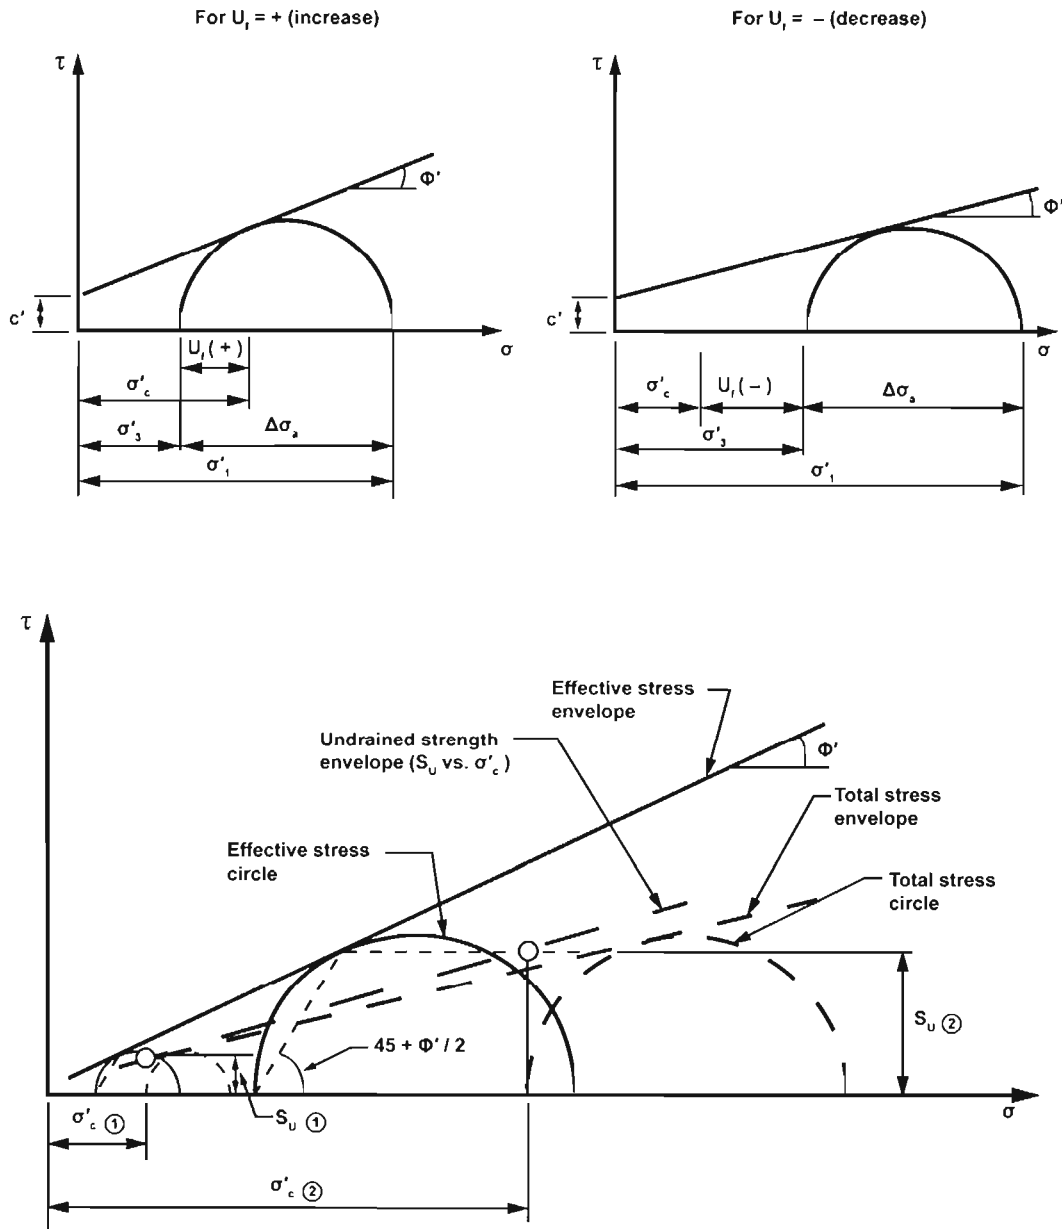 For U_f = + (increase)
τ
Φ'
c'
σ
U_f ( + )
σ'_c
σ'_3
Δσ_a
σ'_1
For U_f = – (decrease)
τ
Φ'
c'
σ
σ'_c
U_f ( – )
Δσ_a
σ'_3
σ'_1
τ
Effective stress
envelope
Undrained strength
envelope (S_U vs. σ'_c )
Φ'
Total stress
envelope
Effective stress
circle
Total stress
circle
S_U ②
45 + Φ' / 2
S_U ①
σ
σ'_c ①
σ'_c ②